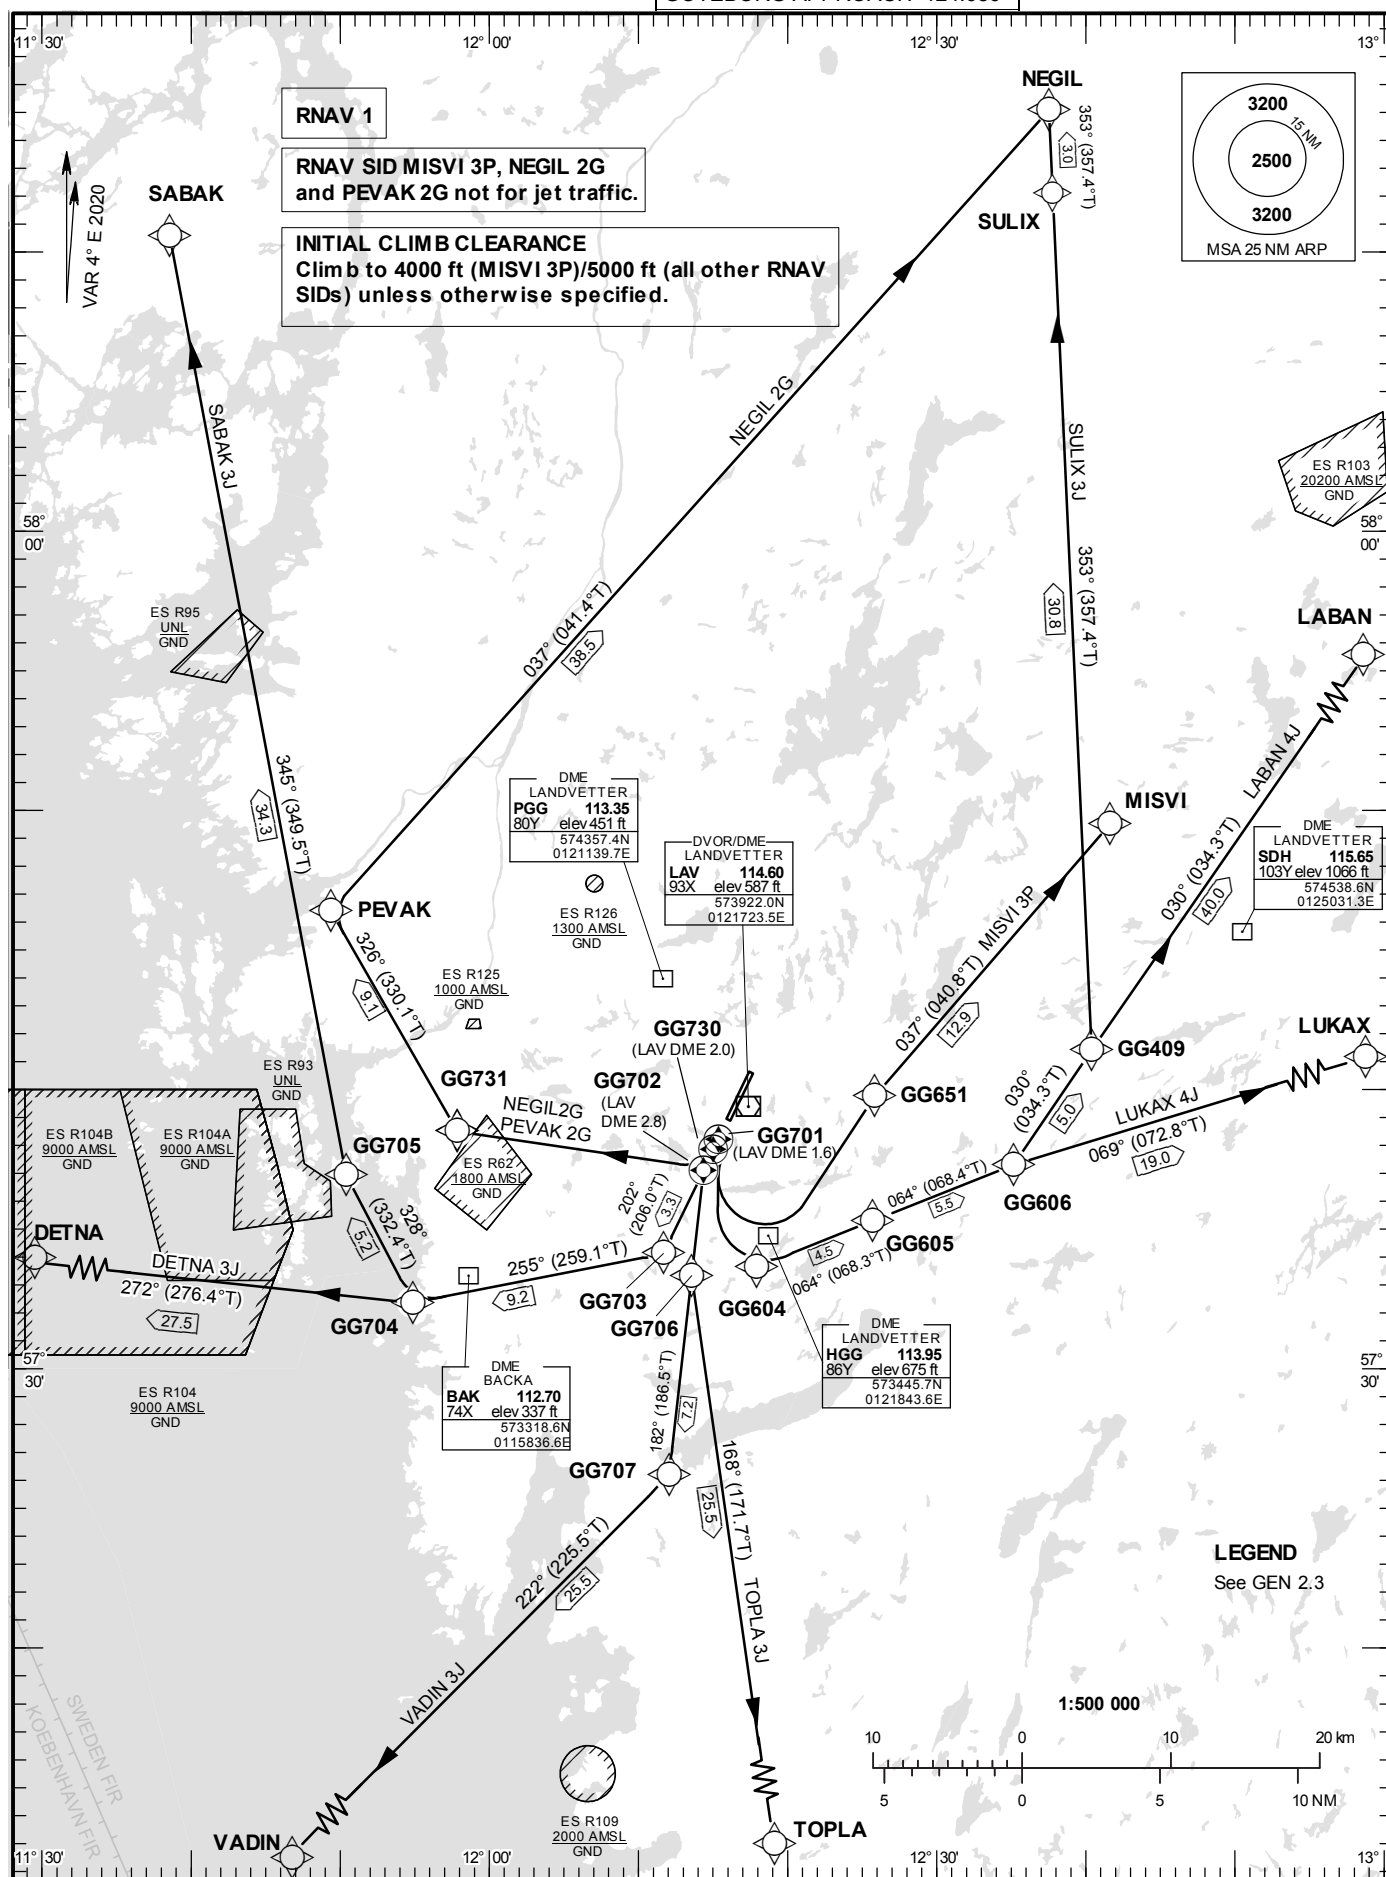 11° 30'
12° 00'
12° 30'
13°
NEGIL
353° (357.4°T)
3.0
SULIX
3200
15 NM
2500
3200
MSA 25 NM ARP
RNAV 1
RNAV SID MISVI 3P, NEGIL 2G
and PEVAK 2G not for jet traffic.
INITIAL CLIMB CLEARANCE
Climb to 4000 ft (MISVI 3P)/5000 ft (all other RNAV
SIDs) unless otherwise specified.
VAR 4° E 2020
SABAK
SABAK 3J
NEGIL 2G
SULIX 3J
ES R103
20200 AMSL
GND
58°
00'
58°
00'
353° (357.4°T)
30.8
037° (041.4°T)
38.5
ES R95
UNL
GND
LABAN
LABAN 4J
030° (034.3°T)
40.0
345° (349.5°T)
34.3
MISVI
DME
LANDVETTER
PGG 113.35
80Y elev 451 ft
574357.4N
0121139.7E
DVOR/DME
LANDVETTER
LAV 114.60
93X elev 587 ft
573922.0N
0121723.5E
DME
LANDVETTER
SDH 115.65
103Y elev 1066 ft
574538.6N
0125031.3E
PEVAK
326° (330.1°T)
9.1
ES R126
1300 AMSL
GND
ES R125
1000 AMSL
GND
037° (040.8°T) MISVI 3P
12.9
GG730
(LAV DME 2.0)
GG702
(LAV
DME 2.8)
GG731
NEGIL2G
PEVAK 2G
GG701
(LAV DME 1.6)
GG651
GG409
LUKAX
030°
(034.3°T)
5.0
LUKAX 4J
069° (072.8°T)
19.0
ES R93
UNL
GND
ES R104B
9000 AMSL
GND
ES R104A
9000 AMSL
GND
GG705
ES R62
1800 AMSL
GND
202°
(206.0°T)
3.3
064° (068.4°T)
5.5
GG606
GG605
4.5
064° (068.3°T)
328°
(332.4°T)
5.2
DETNA
DETNA 3J
272° (276.4°T)
27.5
255° (259.1°T)
9.2
GG704
GG703
GG706
GG604
DME
LANDVETTER
HGG 113.95
86Y elev 675 ft
573445.7N
0121843.6E
DME
BACKA
BAK 112.70
74X elev 337 ft
573318.6N
0115836.6E
57°
30'
57°
30'
ES R104
9000 AMSL
GND
182° (186.5°T)
7.2
GG707
168° (171.7°T) TOPLA 3J
25.5
222° (225.5°T)
25.5
VADIN 3J
LEGEND
See GEN 2.3
1:500 000
10 0 10 20 km
5 0 5 10 NM
SWEDEN FIR
KOEBENHAVN FIR
ES R109
2000 AMSL
GND
VADIN
TOPLA
11° 30'
12° 00'
12° 30'
13°